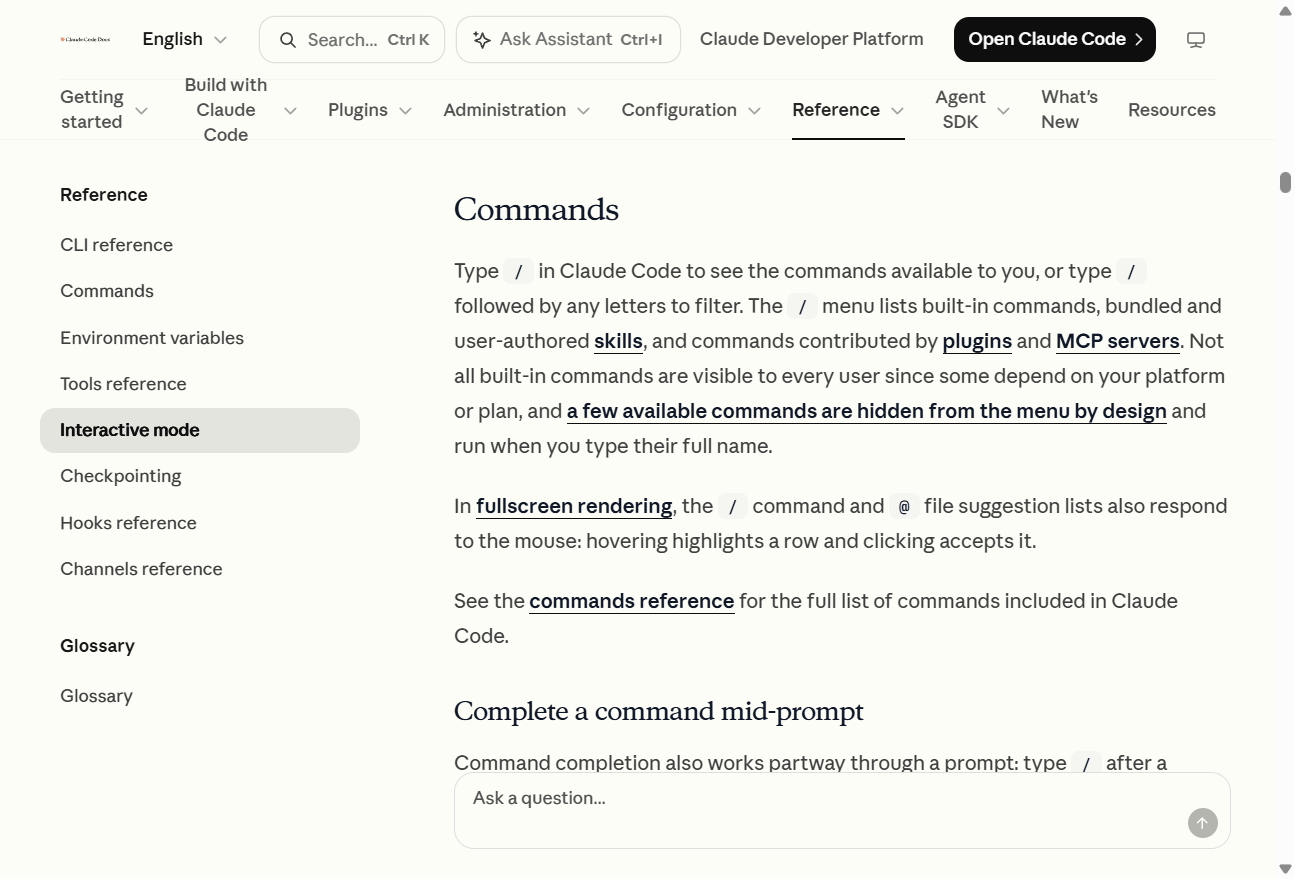 Claude Code Docs
English
Search... Ctrl K
Ask Assistant Ctrl+I
Claude Developer Platform
Open Claude Code
Getting started
Build with Claude Code
Plugins
Administration
Configuration
Reference
Agent SDK
What's New
Resources
Reference
CLI reference
Commands
Environment variables
Tools reference
Interactive mode
Checkpointing
Hooks reference
Channels reference
Glossary
Glossary
Commands
Type / in Claude Code to see the commands available to you, or type /
followed by any letters to filter. The / menu lists built-in commands, bundled and
user-authored skills, and commands contributed by plugins and MCP servers. Not
all built-in commands are visible to every user since some depend on your platform
or plan, and a few available commands are hidden from the menu by design and
run when you type their full name.
In fullscreen rendering, the / command and @ file suggestion lists also respond
to the mouse: hovering highlights a row and clicking accepts it.
See the commands reference for the full list of commands included in Claude
Code.
Complete a command mid-prompt
Command completion also works partway through a prompt: type / after a
Ask a question...